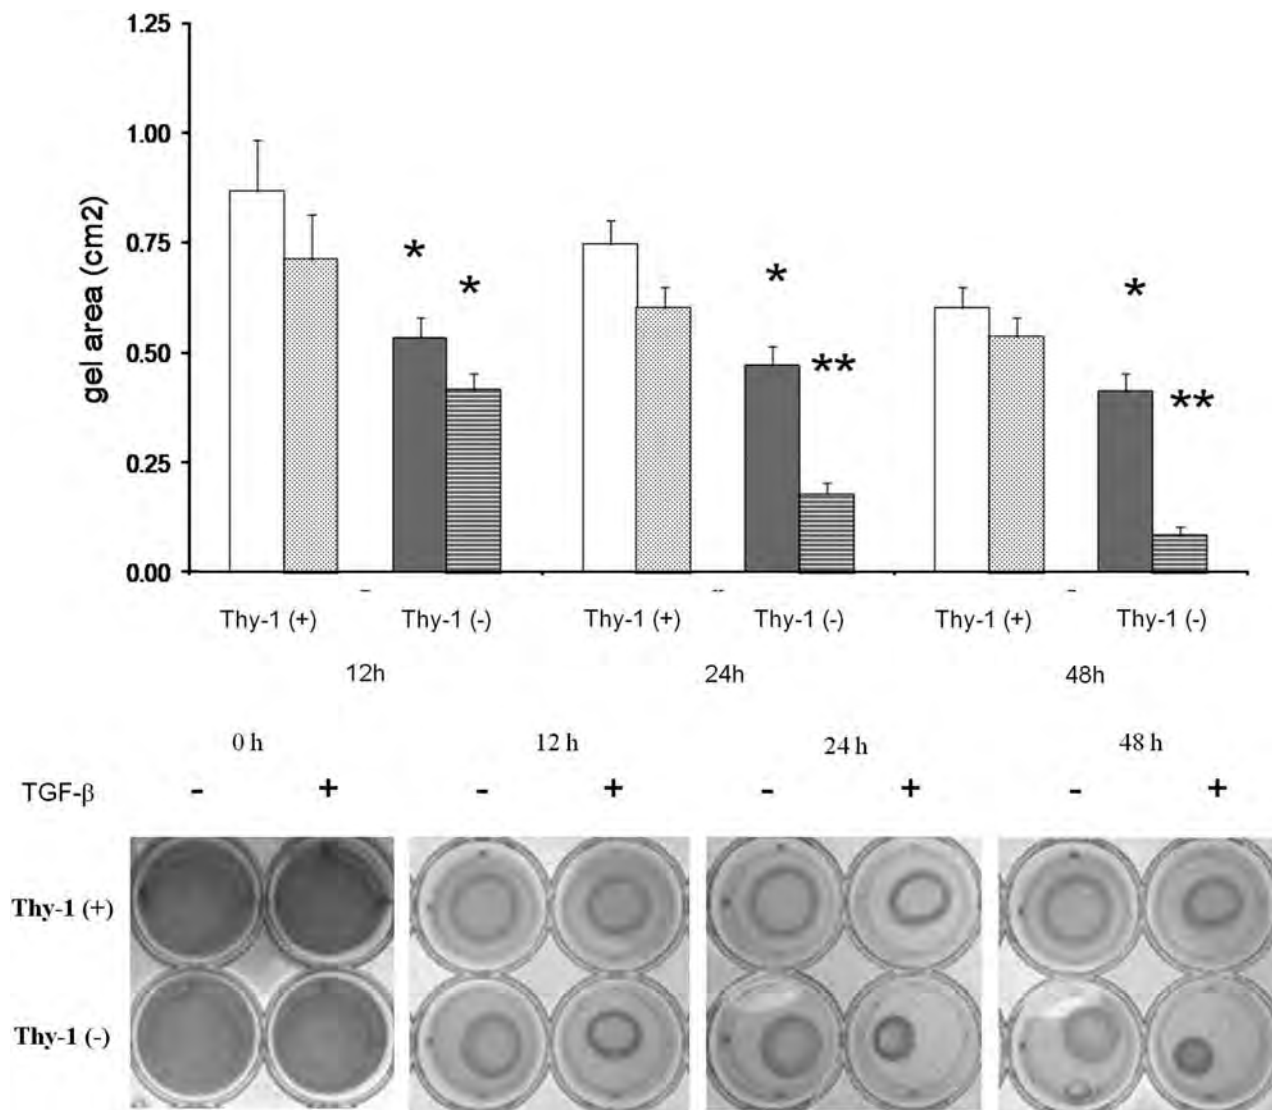 1.25
1.00
0.75
0.50
0.25
0.00
gel area (cm2)
* * * ** * **
Thy-1 (+) Thy-1 (-) Thy-1 (+) Thy-1 (-) Thy-1 (+) Thy-1 (-)
12h 24h 48h
0 h 12 h 24 h 48 h
TGF-β - + - + - + - +
Thy-1 (+)
Thy-1 (-)